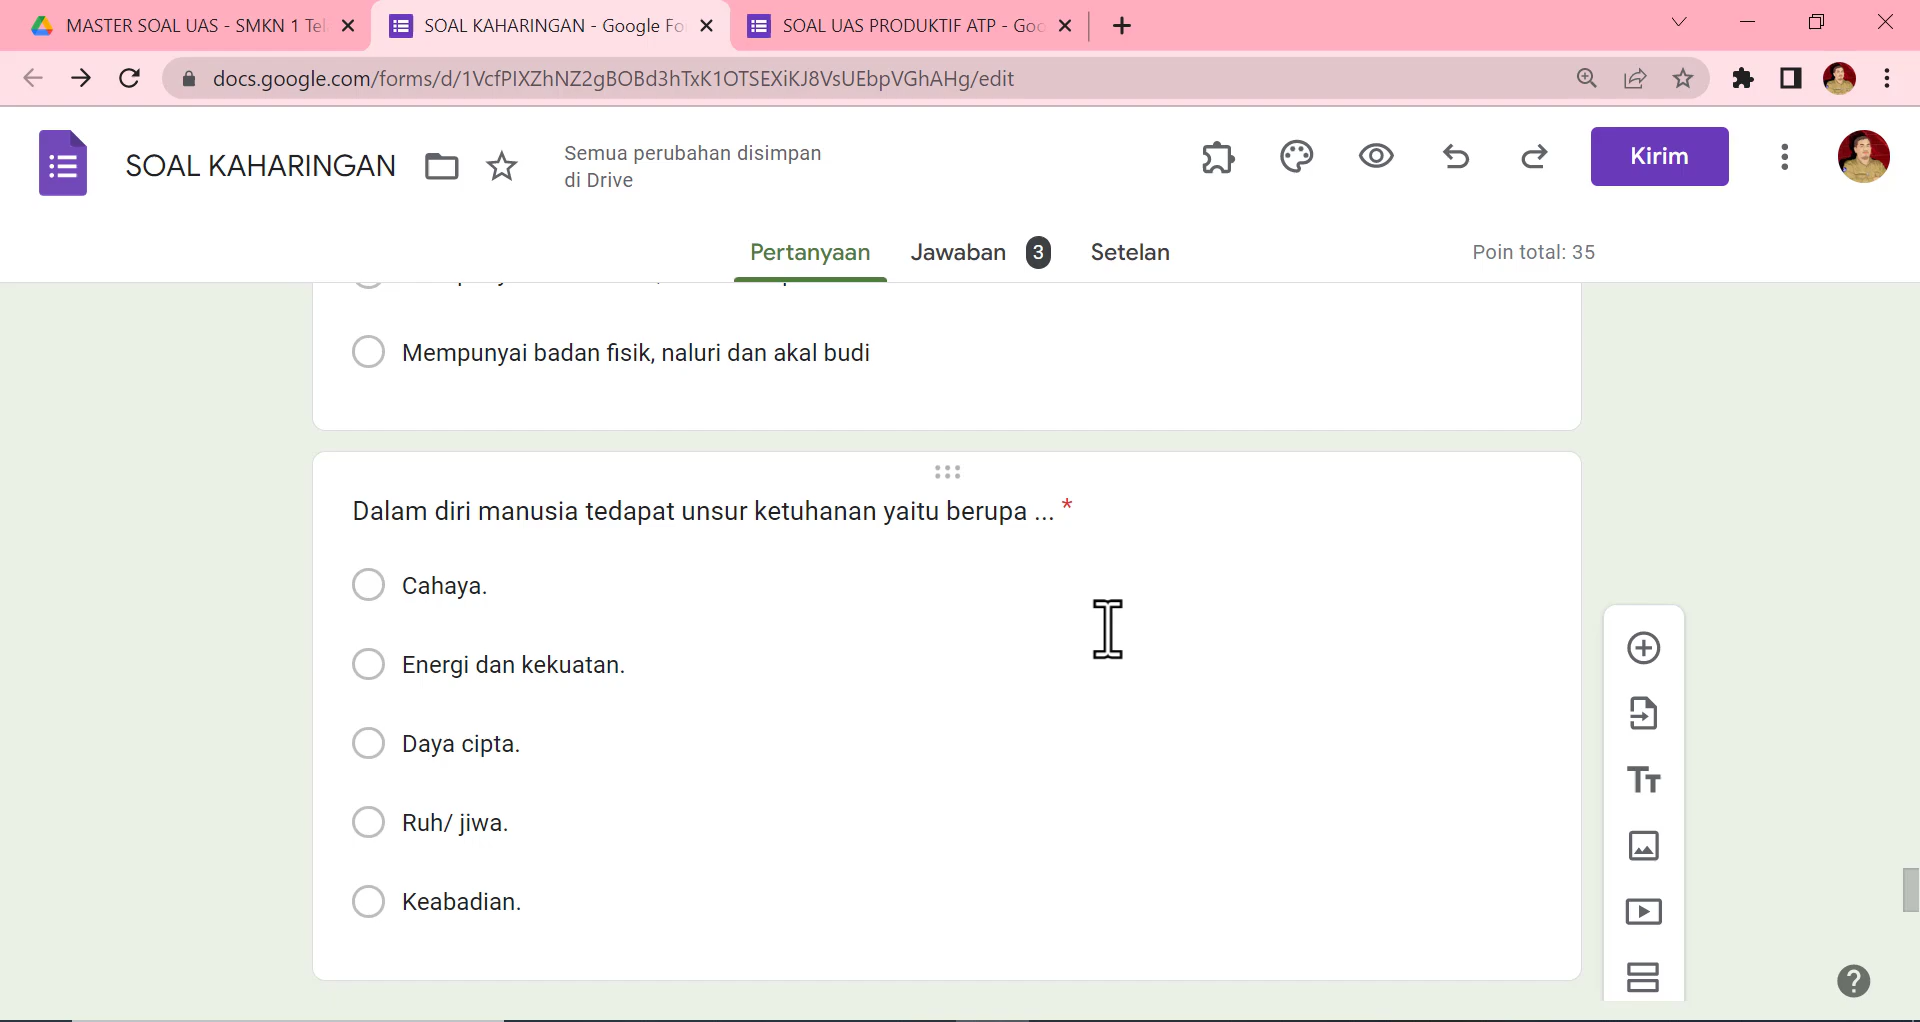 MASTER SOAL UAS - SMKN 1 Tel
SOAL KAHARINGAN - Google Fo
SOAL UAS PRODUKTIF ATP - Goo
docs.google.com/forms/d/1VcfPIXZhNZ2gBOBd3hTxK1OTSEXiKJ8VsUEbpVGhAHg/edit
SOAL KAHARINGAN
Semua perubahan disimpan
di Drive
Kirim
Pertanyaan
Jawaban 3
Setelan
Poin total: 35
Mempunyai badan fisik, naluri dan akal budi
Dalam diri manusia tedapat unsur ketuhanan yaitu berupa ... *
Cahaya.
Energi dan kekuatan.
Daya cipta.
Ruh/ jiwa.
Keabadian.